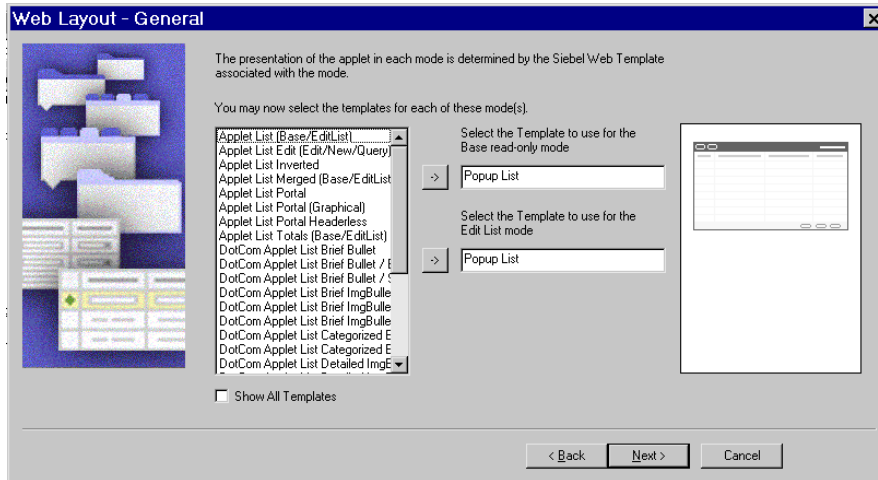 Web Layout - General
The presentation of the applet in each mode is determined by the Siebel Web Template
associated with the mode.
You may now select the templates for each of these mode(s).
Applet List (Base/EditList)
Applet List Edit (Edit/New/Query)
Applet List Inverted
Applet List Merged (Base/EditList
Applet List Portal
Applet List Portal (Graphical)
Applet List Portal Headerless
Applet List Totals (Base/EditList)
DotCom Applet List Brief Bullet
DotCom Applet List Brief Bullet / B
DotCom Applet List Brief Bullet / S
DotCom Applet List Brief ImgBulle
DotCom Applet List Brief ImgBulle
DotCom Applet List Brief ImgBulle
DotCom Applet List Categorized B
DotCom Applet List Categorized B
DotCom Applet List Detailed ImgB
Select the Template to use for the
Base read-only mode
->
Popup List
Select the Template to use for the
Edit List mode
->
Popup List
Show All Templates
< Back
Next >
Cancel